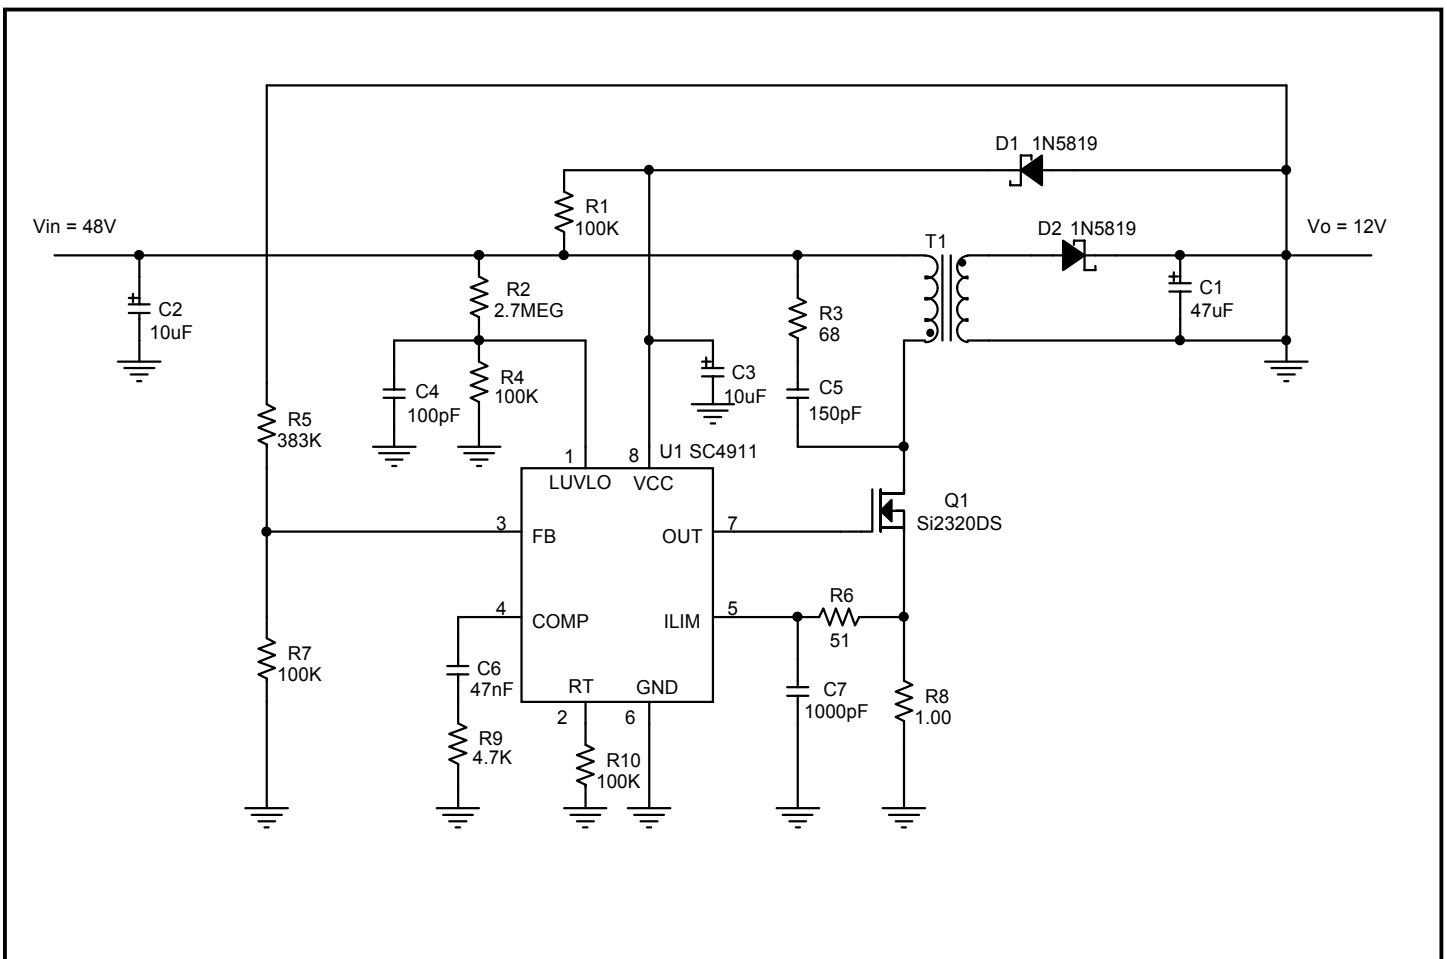 D1 1N5819
R1
100K
Vin = 48V
T1
D2 1N5819
Vo = 12V
R2
2.7MEG
C2
10uF
R3
68
C1
47uF
R4
100K
C4
100pF
C3
10uF
C5
150pF
R5
383K
1
8
U1 SC4911
LUVLO
VCC
3
FB
OUT
7
Q1
Si2320DS
4
COMP
ILIM
5
R6
51
R7
100K
C6
47nF
RT
GND
2
6
C7
1000pF
R8
1.00
R9
4.7K
R10
100K